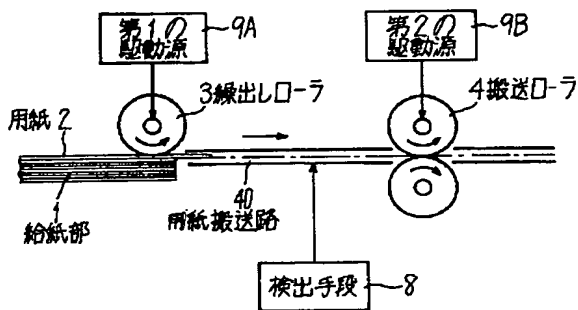 第1の
駆動源
9A
第2の
駆動源
9B
3繰出しローラ
4搬送ローラ
用紙2
1
給紙部
40
用紙搬送路
検出手段
8